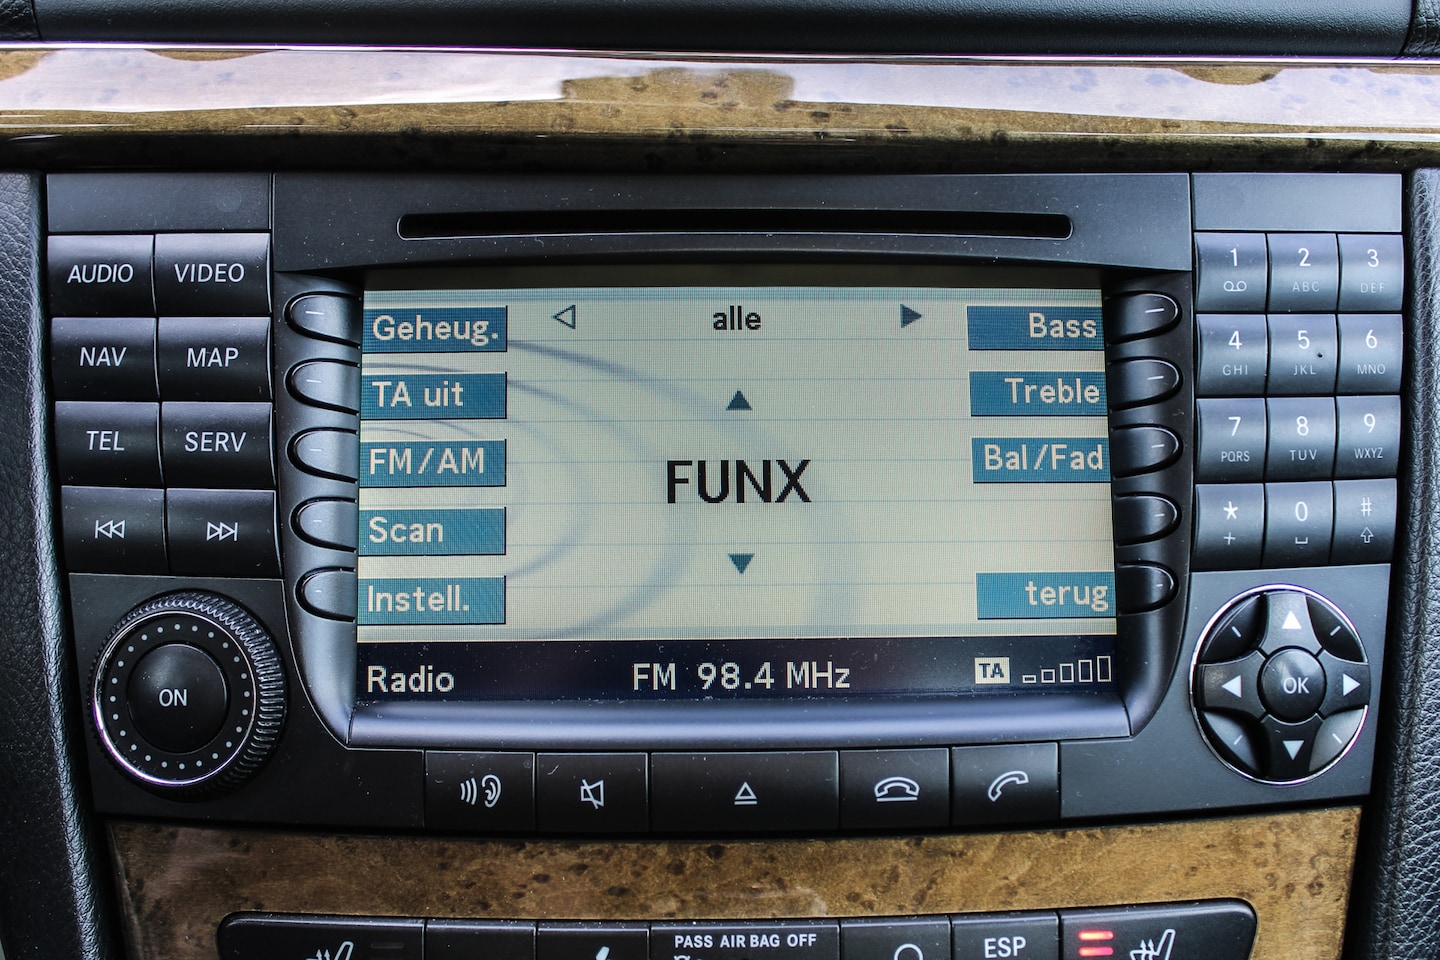 AUDIO VIDEO
NAV MAP
TEL SERV
ON
Geheug.
TA uit
FM/AM
Scan
Instell.
alle
FUNX
Bass
Treble
Bal/Fad
terug
Radio FM 98.4 MHz TA
1 2 ABC 3 DEF
4 GHI 5 JKL 6 MNO
7 PQRS 8 TUV 9 WXYZ
* + 0 #
OK
PASS AIR BAG OFF
ESP